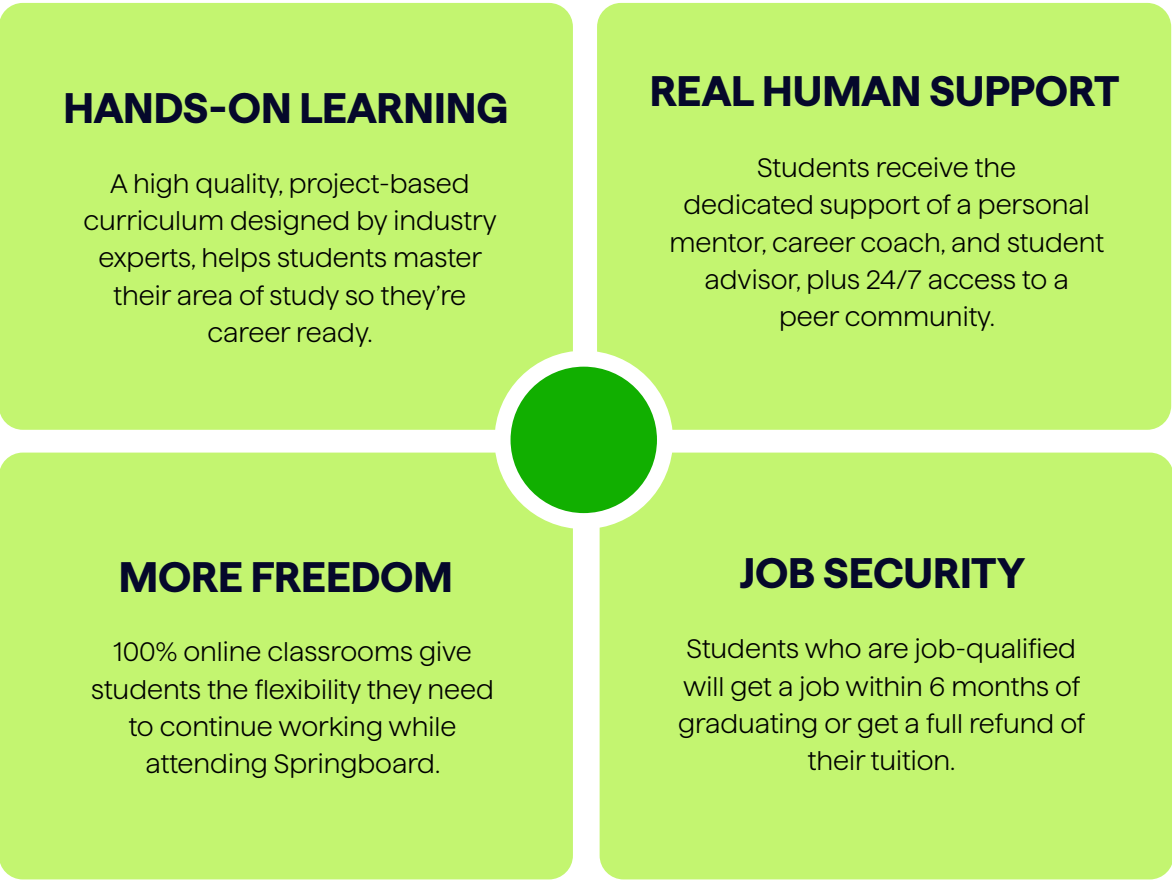 HANDS-ON LEARNING
A high quality, project-based
curriculum designed by industry
experts, helps students master
their area of study so they’re
career ready.
REAL HUMAN SUPPORT
Students receive the
dedicated support of a personal
mentor, career coach, and student
advisor, plus 24/7 access to a
peer community.
MORE FREEDOM
100% online classrooms give
students the flexibility they need
to continue working while
attending Springboard.
JOB SECURITY
Students who are job-qualified
will get a job within 6 months of
graduating or get a full refund of
their tuition.